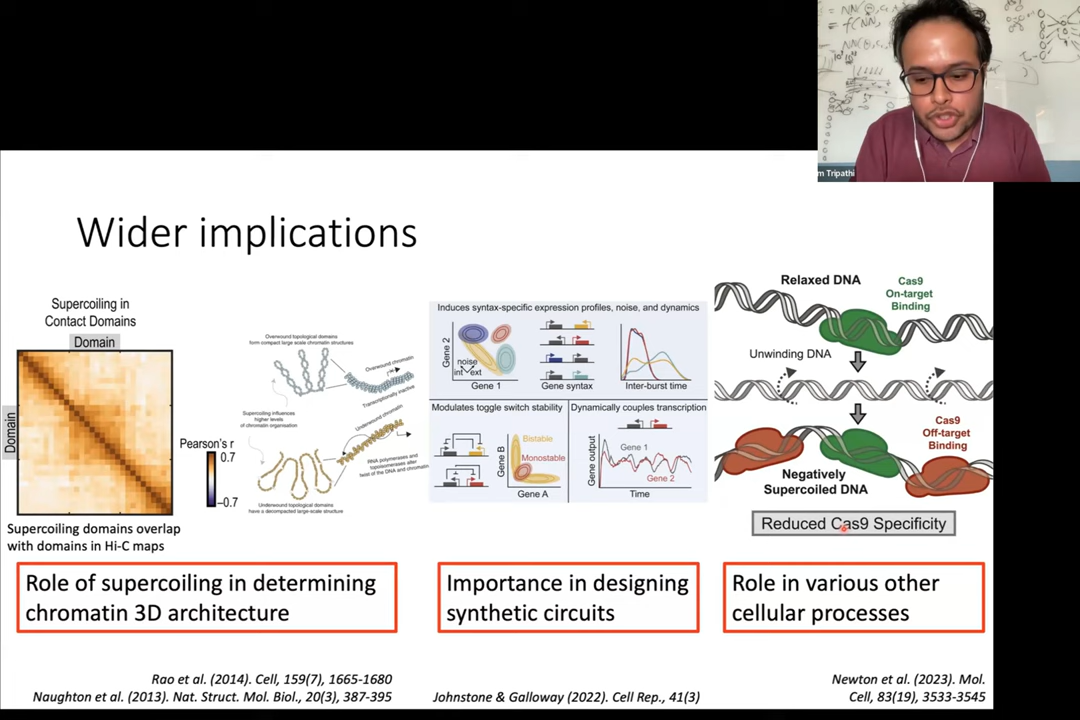 m Tripathi
Wider implications
Supercoiling in
Contact Domains
Domain
Domain
Pearson's r
0.7
−0.7
Supercoiling domains overlap
with domains in Hi-C maps
Overwound topological domains
form compact large scale chromatin structures
Overwound chromatin
Transcriptionally inactive
Supercoiling influences
higher levels
of chromatin organisation
Underwound chromatin
RNA polymerases and
topoisomerases alter
twist of the DNA and chromatin
Underwound topological domains
have a decompacted large-scale structure
Role of supercoiling in determining
chromatin 3D architecture
Rao et al. (2014). Cell, 159(7), 1665-1680
Naughton et al. (2013). Nat. Struct. Mol. Biol., 20(3), 387-395
Induces syntax-specific expression profiles, noise, and dynamics
Gene 2
noise
int
ext
Gene 1
Gene syntax
Inter-burst time
Modulates toggle switch stability
Gene B
Bistable
Monostable
Gene A
Dynamically couples transcription
Gene output
Gene 1
Gene 2
Time
Importance in designing
synthetic circuits
Johnstone & Galloway (2022). Cell Rep., 41(3)
Relaxed DNA
Cas9
On-target
Binding
Unwinding DNA
Cas9
Off-target
Binding
Negatively
Supercoiled DNA
Reduced Cas9 Specificity
Role in various other
cellular processes
Newton et al. (2023). Mol.
Cell, 83(19), 3533-3545